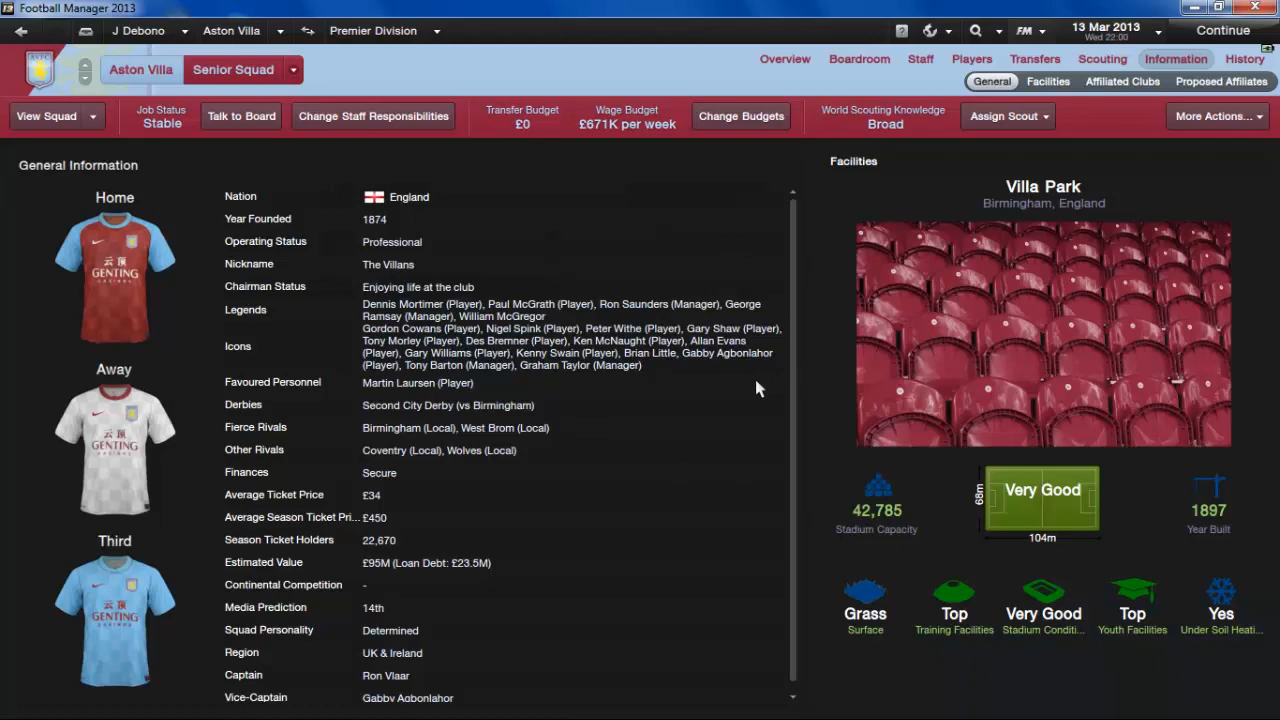 Football Manager 2013
J Debono
Aston Villa
Premier Division
?
FM
13 Mar 2013
Wed 22:00
Continue
Aston Villa
Senior Squad
Overview
Boardroom
Staff
Players
Transfers
Scouting
Information
History
General
Facilities
Affiliated Clubs
Proposed Affiliates
View Squad
Job Status
Stable
Talk to Board
Change Staff Responsibilities
Transfer Budget
£0
Wage Budget
£671K per week
Change Budgets
World Scouting Knowledge
Broad
Assign Scout
More Actions...
General Information
Home
云顶
GENTING
Away
云顶
GENTING
Third
云顶
GENTING
Nation England
Year Founded 1874
Operating Status Professional
Nickname The Villans
Chairman Status Enjoying life at the club
Legends Dennis Mortimer (Player), Paul McGrath (Player), Ron Saunders (Manager), George
Ramsay (Manager), William McGregor
Icons Gordon Cowans (Player), Nigel Spink (Player), Peter Withe (Player), Gary Shaw (Player),
Tony Morley (Player), Des Bremner (Player), Ken McNaught (Player), Allan Evans
(Player), Gary Williams (Player), Kenny Swain (Player), Brian Little, Gabby Agbonlahor
(Player), Tony Barton (Manager), Graham Taylor (Manager)
Favoured Personnel Martin Laursen (Player)
Derbies Second City Derby (vs Birmingham)
Fierce Rivals Birmingham (Local), West Brom (Local)
Other Rivals Coventry (Local), Wolves (Local)
Finances Secure
Average Ticket Price £34
Average Season Ticket Pri... £450
Season Ticket Holders 22,670
Estimated Value £95M (Loan Debt: £23.5M)
Continental Competition -
Media Prediction 14th
Squad Personality Determined
Region UK & Ireland
Captain Ron Vlaar
Vice-Captain Gabby Agbonlahor
Facilities
Villa Park
Birmingham, England
42,785
Stadium Capacity
68m
Very Good
104m
1897
Year Built
Grass
Surface
Top
Training Facilities
Very Good
Stadium Conditi...
Top
Youth Facilities
Yes
Under Soil Heati...